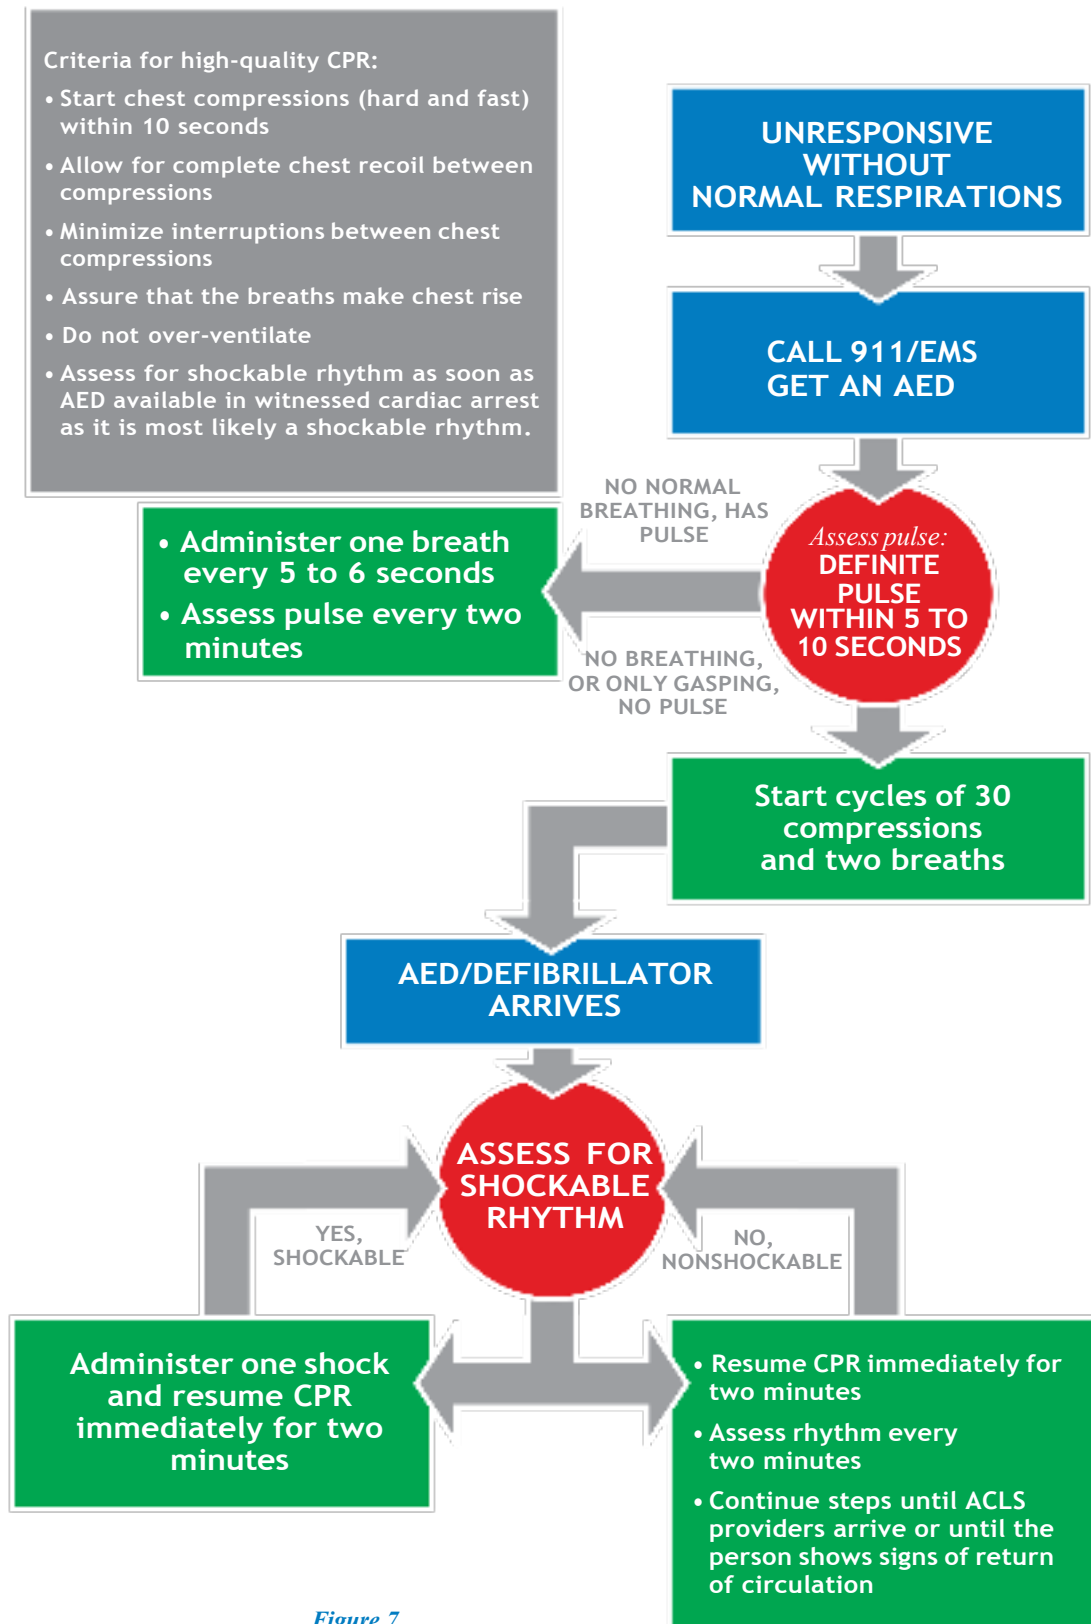 Criteria for high-quality CPR:
• Start chest compressions (hard and fast)
within 10 seconds
• Allow for complete chest recoil between
compressions
• Minimize interruptions between chest
compressions
• Assure that the breaths make chest rise
• Do not over-ventilate
• Assess for shockable rhythm as soon as
AED available in witnessed cardiac arrest
as it is most likely a shockable rhythm.
UNRESPONSIVE
WITHOUT
NORMAL RESPIRATIONS
CALL 911/EMS
GET AN AED
Assess pulse:
DEFINITE
PULSE
WITHIN 5 TO
10 SECONDS
NO NORMAL
BREATHING, HAS
PULSE
• Administer one breath
every 5 to 6 seconds
• Assess pulse every two
minutes
NO BREATHING,
OR ONLY GASPING,
NO PULSE
Start cycles of 30
compressions
and two breaths
AED/DEFIBRILLATOR
ARRIVES
ASSESS FOR
SHOCKABLE
RHYTHM
YES,
SHOCKABLE
NO,
NONSHOCKABLE
Administer one shock
and resume CPR
immediately for two
minutes
• Resume CPR immediately for
two minutes
• Assess rhythm every
two minutes
• Continue steps until ACLS
providers arrive or until the
person shows signs of return
of circulation
Figure 7